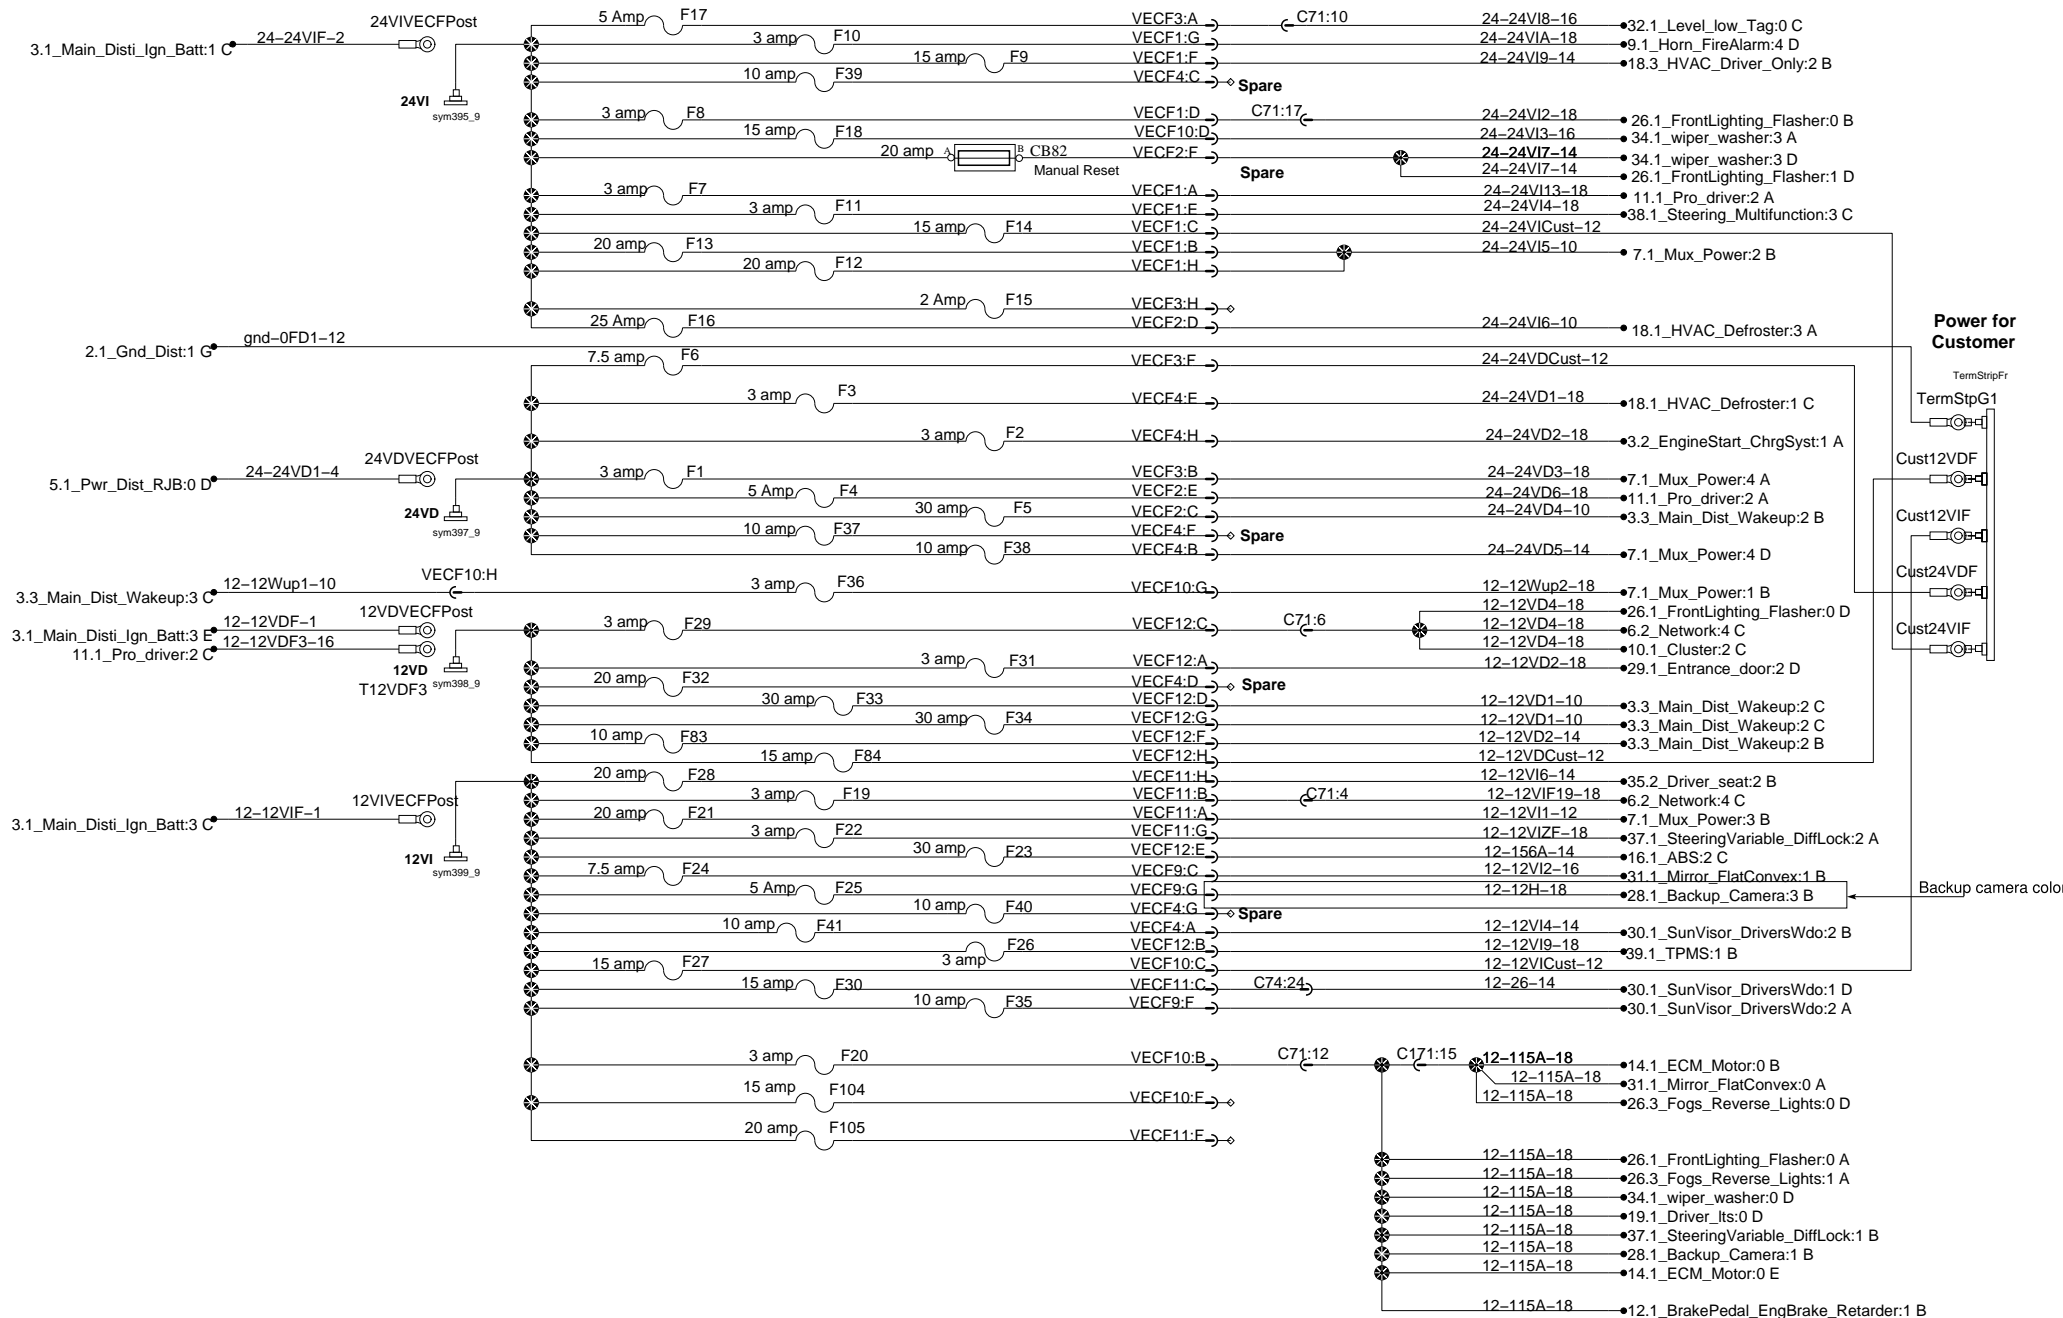 5 Amp F17 VECF3:A C71:10 24-24VI8-16 32.1_Level_low_Tag:0 C
24VIVECFPost
3.1_Main_Disti_Ign_Batt:1 C 24-24VIF-2 3 amp F10 VECF1:G 24-24VIA-18 9.1_Horn_FireAlarm:4 D
15 amp F9 VECF1:F 24-24VI9-14 18.3_HVAC_Driver_Only:2 B
10 amp F39 VECF4:C Spare
24VI
sym395_9
3 amp F8 VECF1:D C71:17 24-24VI2-18 26.1_FrontLighting_Flasher:0 B
15 amp F18 VECF10:D 24-24VI3-16 34.1_wiper_washer:3 A
20 amp A B CB82 VECF2:F 24-24VI7-14 34.1_wiper_washer:3 D
Manual Reset Spare 24-24VI7-14 26.1_FrontLighting_Flasher:1 D
3 amp F7 VECF1:A 24-24VI13-18 11.1_Pro_driver:2 A
3 amp F11 VECF1:E 24-24VI4-18 38.1_Steering_Multifunction:3 C
15 amp F14 VECF1:C 24-24VICust-12
20 amp F13 VECF1:B 24-24VI5-10 7.1_Mux_Power:2 B
20 amp F12 VECF1:H
2 Amp F15 VECF3:H
25 Amp F16 VECF2:D 24-24VI6-10 18.1_HVAC_Defroster:3 A
Power for
Customer
2.1_Gnd_Dist:1 G gnd-0FD1-12
7.5 amp F6 VECF3:F 24-24VDCust-12
TermStripFr
TermStpG1
3 amp F3 VECF4:E 24-24VD1-18 18.1_HVAC_Defroster:1 C
3 amp F2 VECF4:H 24-24VD2-18 3.2_EngineStart_ChrgSyst:1 A
24VDVECFPost
Cust12VDF
5.1_Pwr_Dist_RJB:0 D 24-24VD1-4 3 amp F1 VECF3:B 24-24VD3-18 7.1_Mux_Power:4 A
5 Amp F4 VECF2:E 24-24VD6-18 11.1_Pro_driver:2 A
24VD 30 amp F5 VECF2:C 24-24VD4-10 3.3_Main_Dist_Wakeup:2 B
Cust12VIF
sym397_9 10 amp F37 VECF4:F Spare
10 amp F38 VECF4:B 24-24VD5-14 7.1_Mux_Power:4 D
Cust24VDF
3.3_Main_Dist_Wakeup:3 C 12-12Wup1-10 VECF10:H 3 amp F36 VECF10:G 12-12Wup2-18 7.1_Mux_Power:1 B
12VDVECFPost 12-12VD4-18 26.1_FrontLighting_Flasher:0 D
3.1_Main_Disti_Ign_Batt:3 E 12-12VDF-1 3 amp F29 VECF12:C C71:6 12-12VD4-18 6.2_Network:4 C
Cust24VIF
11.1_Pro_driver:2 C 12-12VDF3-16 12-12VD4-18 10.1_Cluster:2 C
12VD 3 amp F31 VECF12:A 12-12VD2-18 29.1_Entrance_door:2 D
T12VDF3 sym398_9 20 amp F32 VECF4:D Spare
30 amp F33 VECF12:D 12-12VD1-10 3.3_Main_Dist_Wakeup:2 C
30 amp F34 VECF12:G 12-12VD1-10 3.3_Main_Dist_Wakeup:2 C
10 amp F83 VECF12:F 12-12VD2-14 3.3_Main_Dist_Wakeup:2 B
15 amp F84 VECF12:H 12-12VDCust-12
20 amp F28 VECF11:H 12-12VI6-14 35.2_Driver_seat:2 B
12VIVECFPost 3 amp F19 VECF11:B C71:4 12-12VIF19-18 6.2_Network:4 C
3.1_Main_Disti_Ign_Batt:3 C 12-12VIF-1 20 amp F21 VECF11:A 12-12VI1-12 7.1_Mux_Power:3 B
3 amp F22 VECF11:G 12-12VIZF-18 37.1_SteeringVariable_DiffLock:2 A
12VI 30 amp F23 VECF12:E 12-156A-14 16.1_ABS:2 C
sym399_9 7.5 amp F24 VECF9:C 12-12VI2-16 31.1_Mirror_FlatConvex:1 B
5 Amp F25 VECF9:G 12-12H-18 28.1_Backup_Camera:3 B Backup camera color
10 amp F40 VECF4:G Spare
10 amp F41 VECF4:A 12-12VI4-14 30.1_SunVisor_DriversWdo:2 B
3 amp F26 VECF12:B 12-12VI9-18 39.1_TPMS:1 B
15 amp F27 VECF10:C 12-12VICust-12
15 amp F30 VECF11:C C74:24 12-26-14 30.1_SunVisor_DriversWdo:1 D
10 amp F35 VECF9:F 30.1_SunVisor_DriversWdo:2 A
3 amp F20 VECF10:B C71:12 C171:15 12-115A-18 14.1_ECM_Motor:0 B
12-115A-18 31.1_Mirror_FlatConvex:0 A
15 amp F104 VECF10:F 12-115A-18 26.3_Fogs_Reverse_Lights:0 D
20 amp F105 VECF11:F
12-115A-18 26.1_FrontLighting_Flasher:0 A
12-115A-18 26.3_Fogs_Reverse_Lights:1 A
12-115A-18 34.1_wiper_washer:0 D
12-115A-18 19.1_Driver_lts:0 D
12-115A-18 37.1_SteeringVariable_DiffLock:1 B
12-115A-18 28.1_Backup_Camera:1 B
12-115A-18 14.1_ECM_Motor:0 E
12-115A-18 12.1_BrakePedal_EngBrake_Retarder:1 B